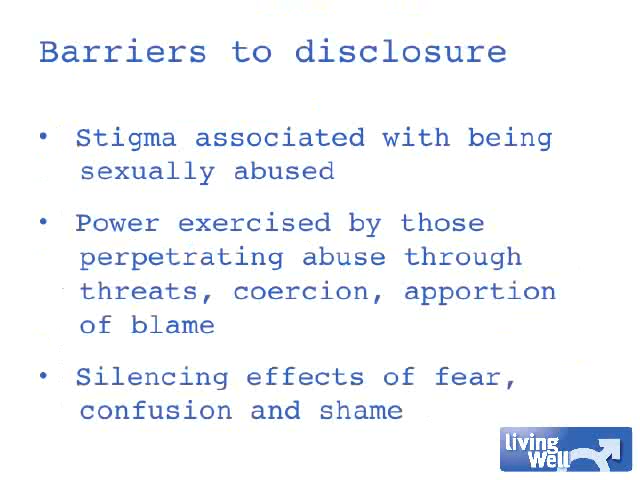 Barriers to disclosure
• Stigma associated with being
sexually abused
• Power exercised by those
perpetrating abuse through
threats, coercion, apportion
of blame
• Silencing effects of fear,
confusion and shame
living
Well